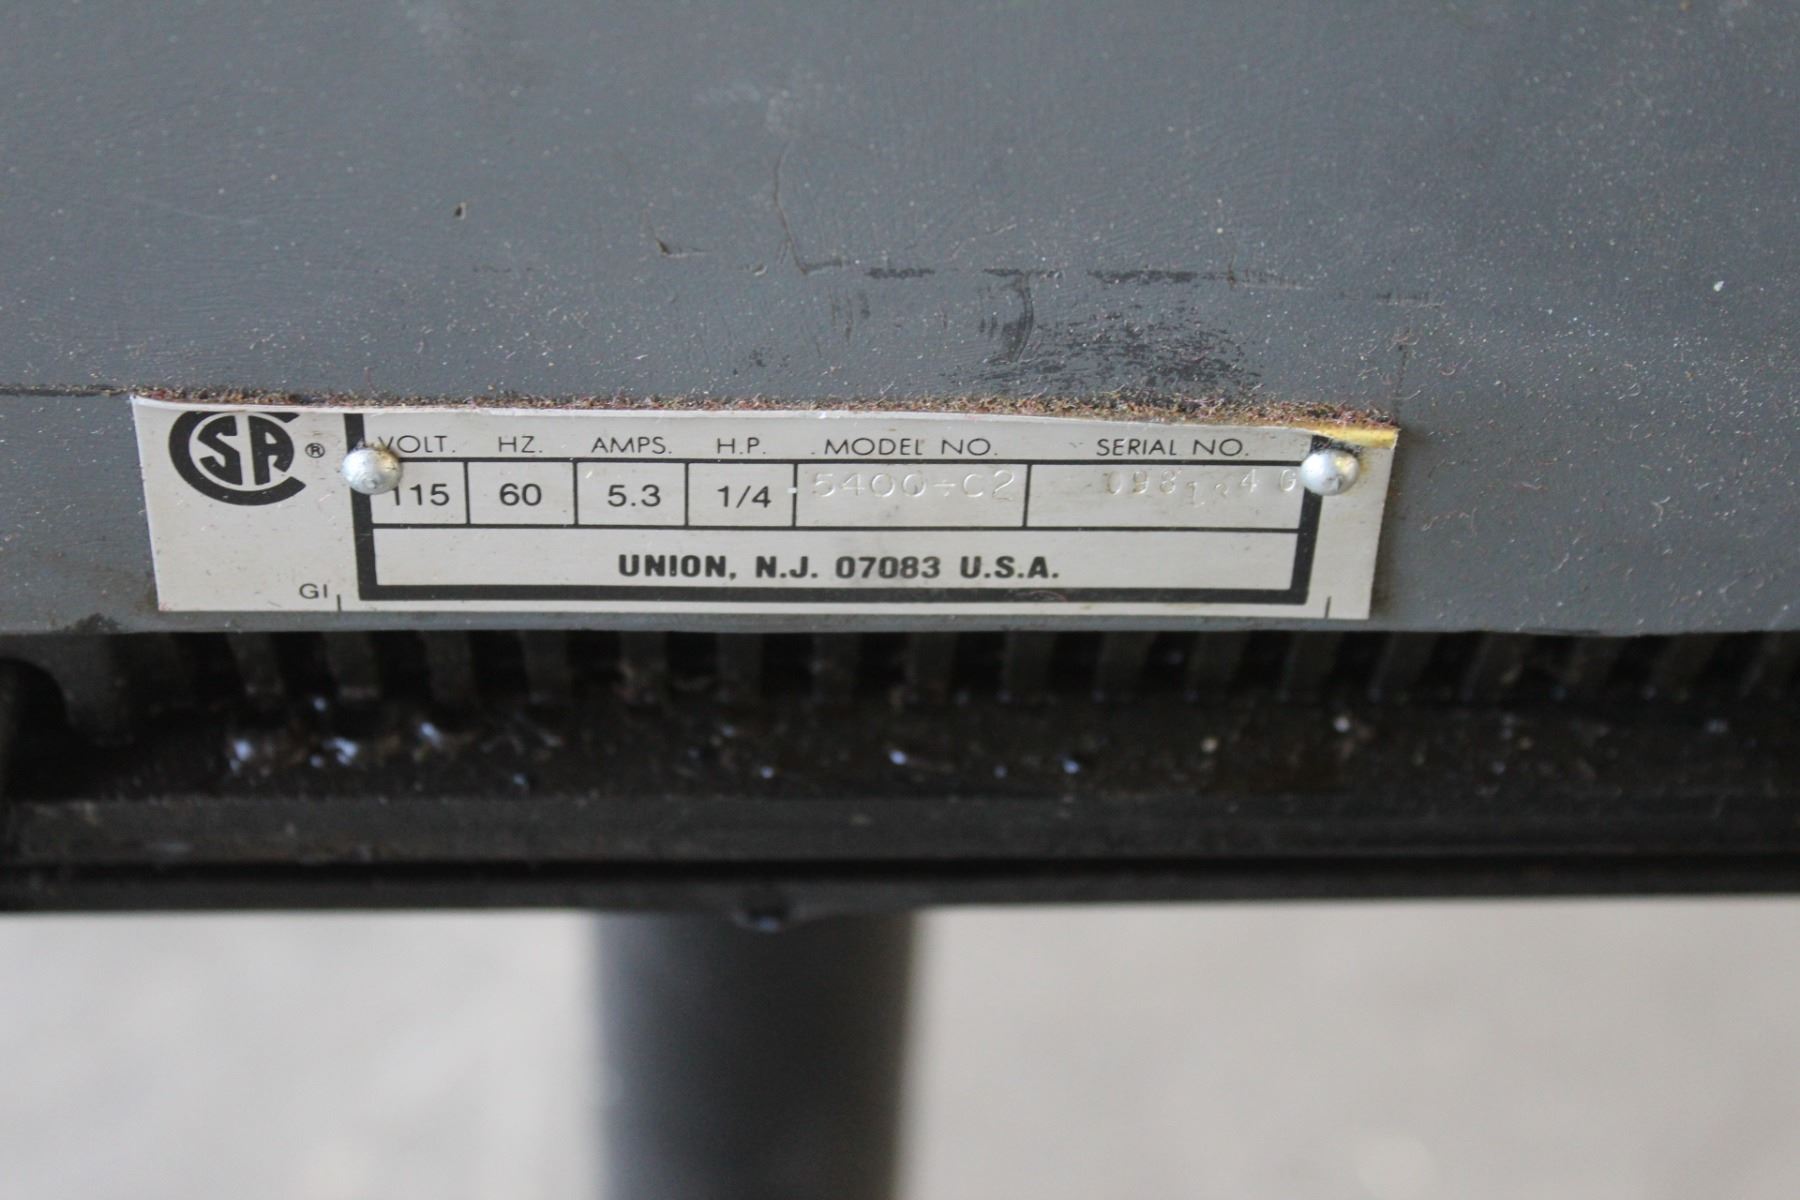 CSA ®
VOLT. HZ. AMPS. H.P. MODEL NO. SERIAL NO.
115 60 5.3 1/4 5400-C2
UNION, N.J. 07083 U.S.A.
GI